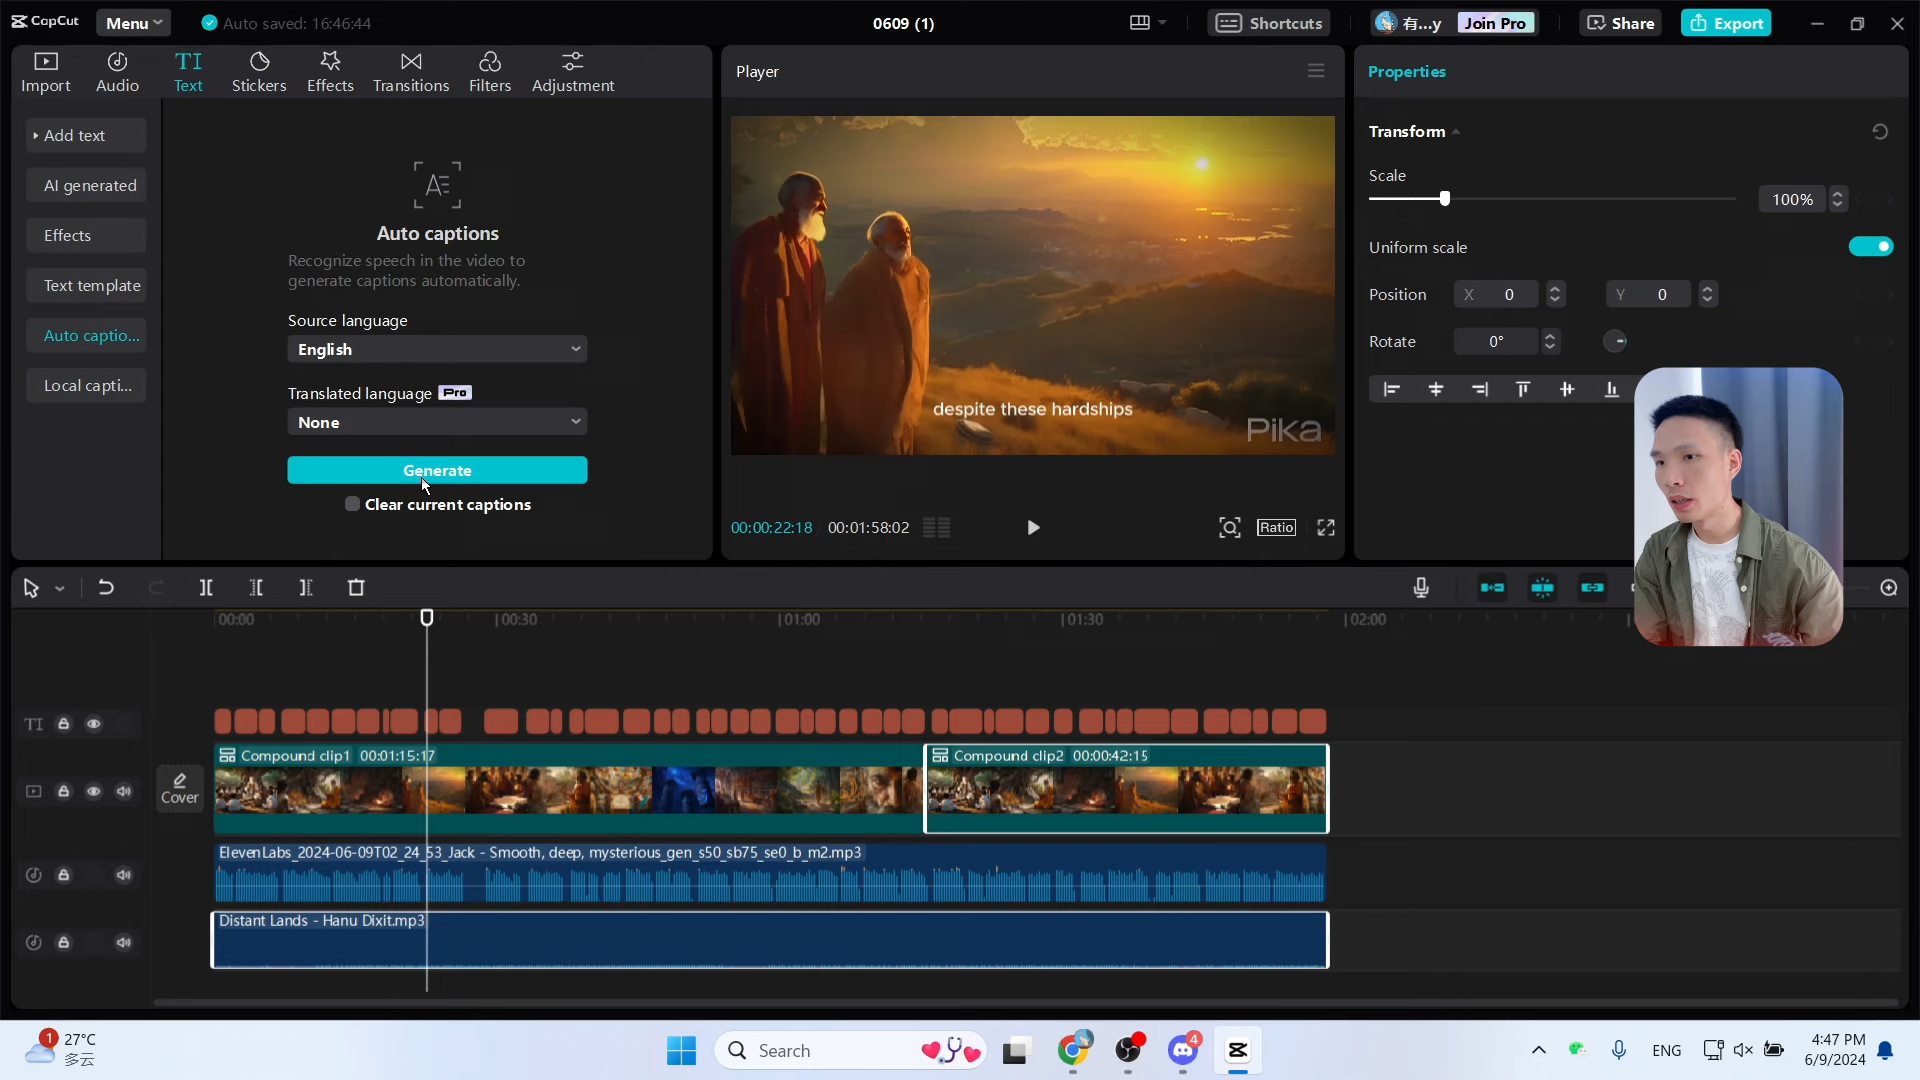 CapCut
Menu
Auto saved: 16:46:44
0609 (1)
Shortcuts
有...y
Join Pro
Share
Export
Import
Audio
TI
Text
Stickers
Effects
Transitions
Filters
Adjustment
Player
Properties
Add text
AI generated
Effects
Text template
Auto captio...
Local capti...
Auto captions
Recognize speech in the video to
generate captions automatically.
Source language
English
Translated language Pro
None
Generate
Clear current captions
despite these hardships
Pika
00:00:22:18
00:01:58:02
Ratio
Transform
Scale
100%
Uniform scale
Position
X 0
Y 0
Rotate
0°
00:00
00:30
01:00
01:30
02:00
TI
Cover
Compound clip1 00:01:15:17
Compound clip2 00:00:42:15
ElevenLabs_2024-06-09T02_24_53_Jack - Smooth, deep, mysterious_gen_s50_sb75_se0_b_m2.mp3
Distant Lands - Hanu Dixit.mp3
1
27°C
多云
Search
4
ENG
4:47 PM
6/9/2024